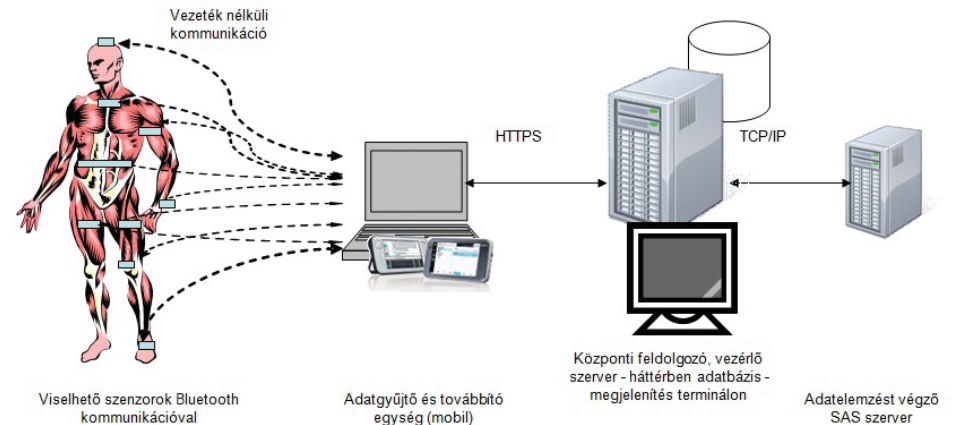 Vezeték nélküli
kommunikáció
HTTPS
TCP/IP
Viselhető szenzorok Bluetooth
kommunikációval
Adatgyűjtő és továbbító
egység (mobil)
Központi feldolgozó, vezérlő
szerver - háttérben adatbázis -
megjelenítés terminálon
Adatelemzést végző
SAS szerver